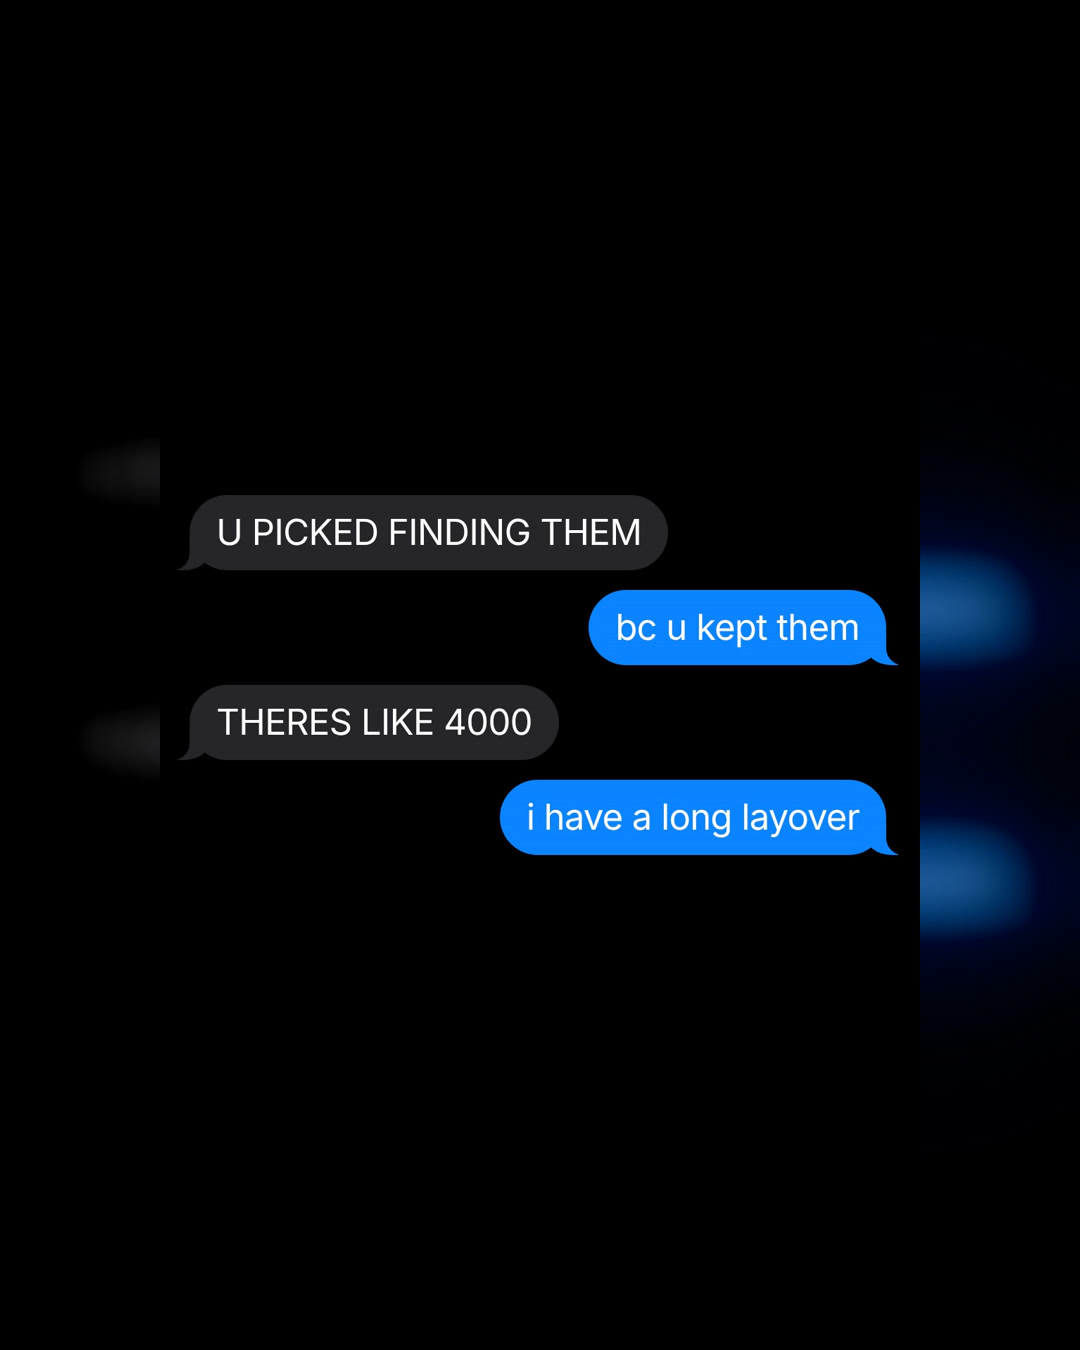 U PICKED FINDING THEM
bc u kept them
THERES LIKE 4000
i have a long layover